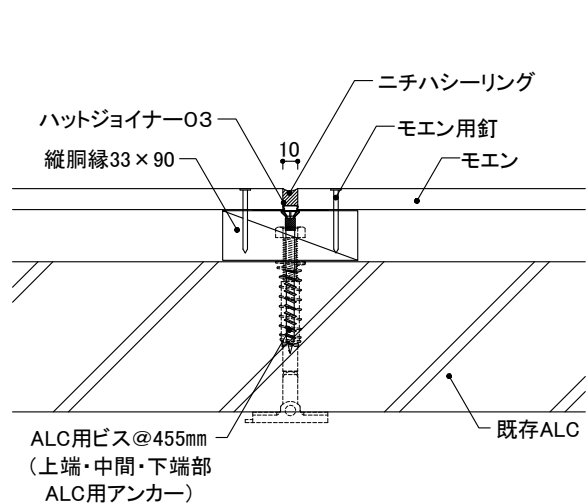 ニチハシーリング
ハットジョイナーO3
10
モエン用釘
縦胴縁33×90
モエン
ALC用ビス@455mm
（上端・中間・下端部
ALC用アンカー）
既存ALC